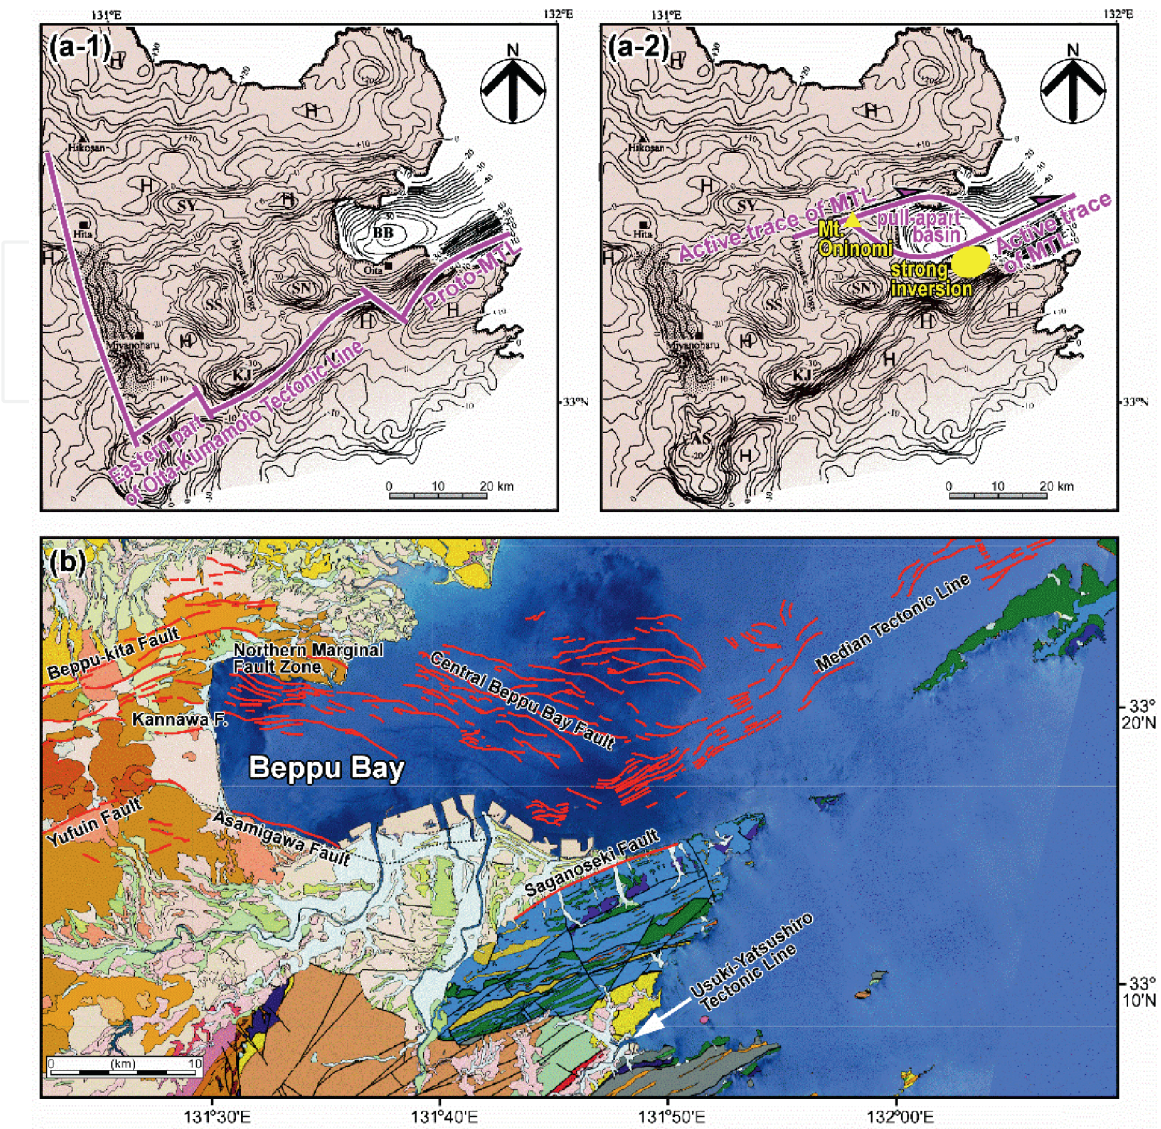 131°E
132°E
131°E
132°E
(a-1)
N
Hikosan
H
H
H
H
SY
Hita
BB
Oita
Proto-MTL
SN
SS
H
H
H
H
Miyanoharu
KJ
Eastern part
of Oita-Kumamoto Tectonic Line
33°N
0 10 20 km
(a-2)
N
Hikosan
H
H
H
SY
Hita
H
Active trace of MTL
Mt.
Oninomi
pull-apart
basin
Active trace
of MTL
strong
inversion
SN
SS
H
H
H
H
Miyanoharu
KJ
AS
H
33°N
0 10 20 km
(b)
Beppu-kita Fault
Northern Marginal
Fault Zone
Kannawa F.
Central Beppu Bay Fault
Median Tectonic Line
Beppu Bay
Yufuin Fault
Asamigawa Fault
Saganoseki Fault
Usuki-Yatsushiro
Tectonic Line
33°
20'N
33°
10'N
0 (km) 10
131°30'E
131°40'E
131°50'E
132°00'E